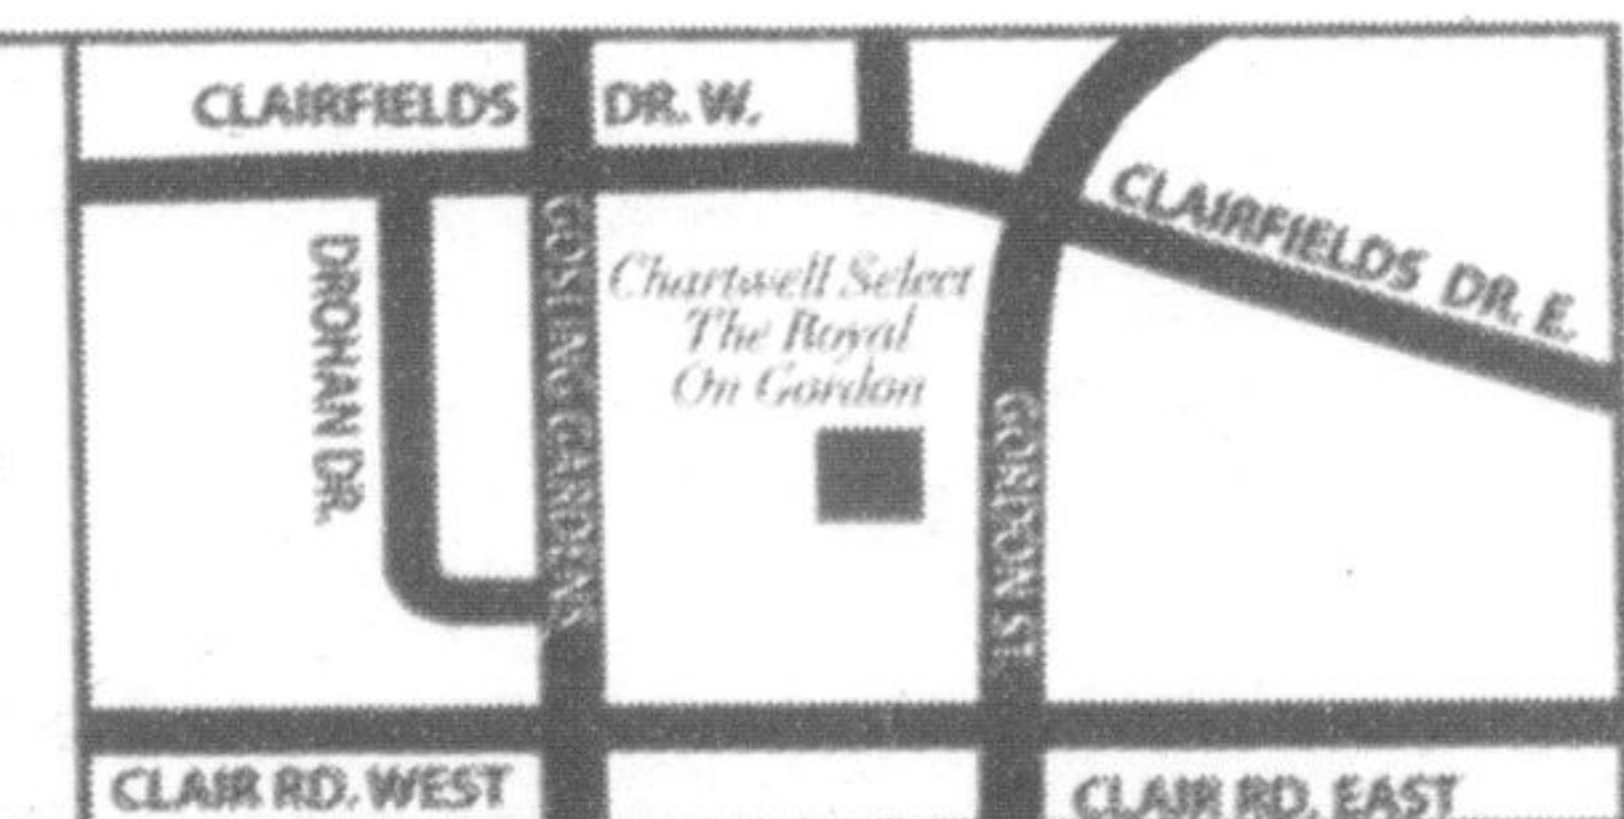 CLAIRFIELDS DR. W.
CLAIRFIELDS DR. E.
DRONAN DR.
GOSLING GARDENS
Chartwell Select
The Royal
On Gordon
GORDON ST
CLAIR RD. WEST
CLAIR RD. EAST